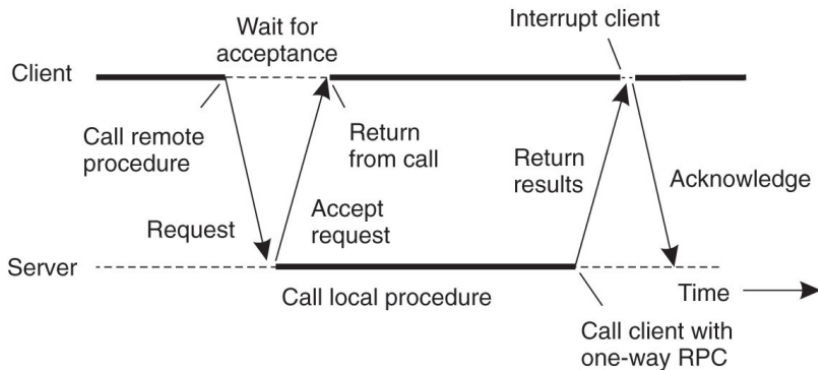 Wait for
acceptance
Interrupt client
Client
Call remote
procedure
Return
from call
Return
results
Acknowledge
Request
Accept
request
Server
Call local procedure
Time
Call client with
one-way RPC